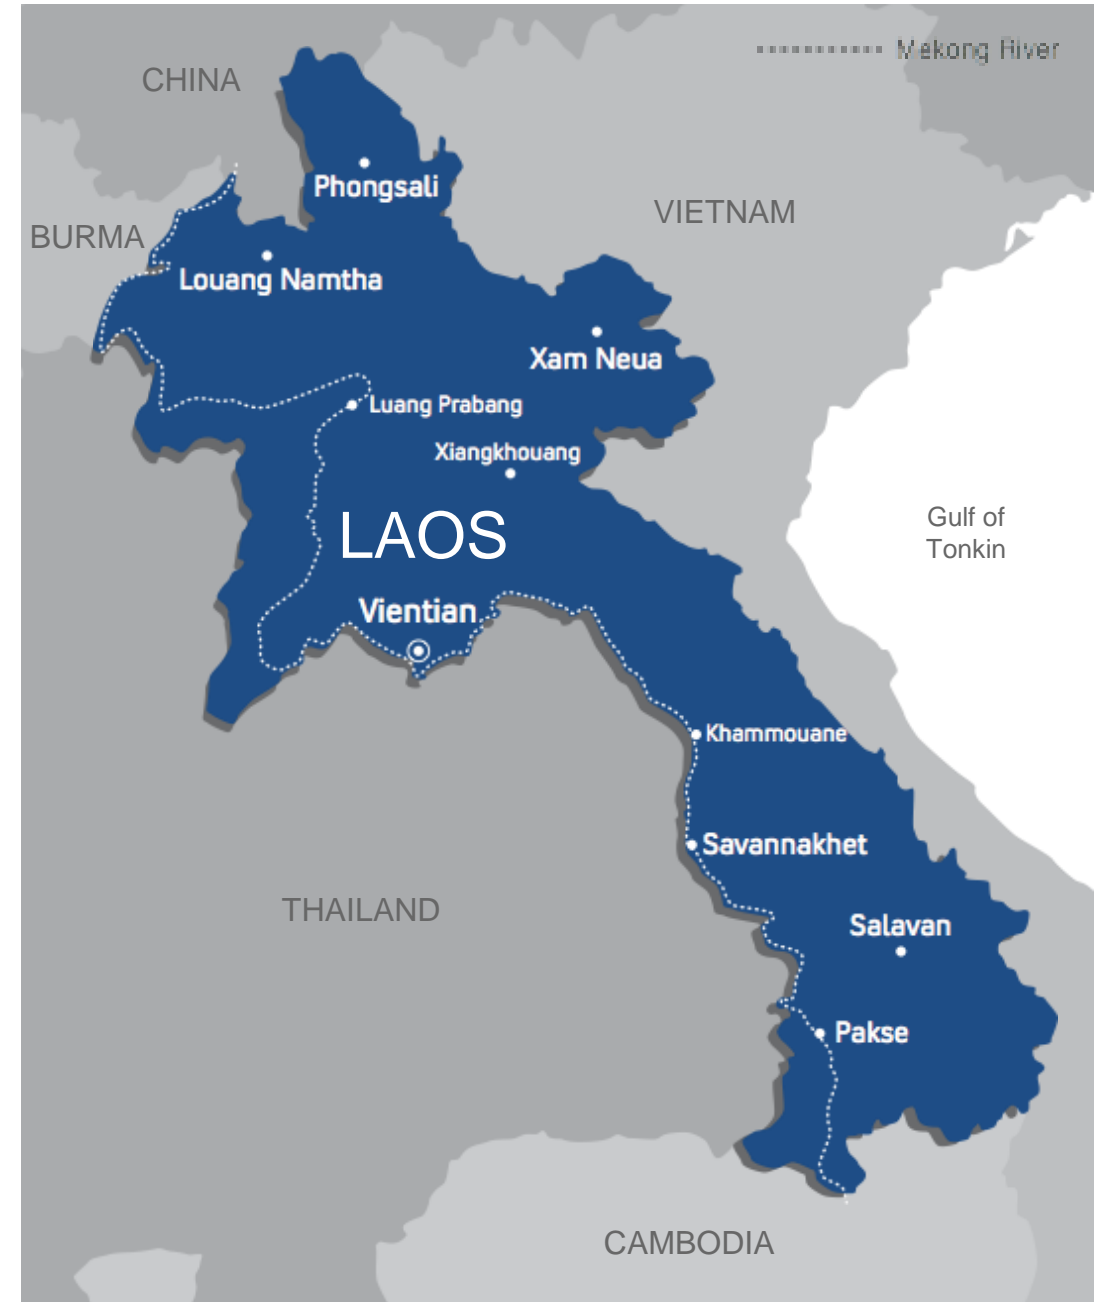 Mekong River
CHINA
Phongsali
VIETNAM
BURMA
Louang Namtha
Xam Neua
Luang Prabang
Xiangkhouang
LAOS
Gulf of
Tonkin
Vientian
Khammouane
Savannakhet
THAILAND
Salavan
Pakse
CAMBODIA